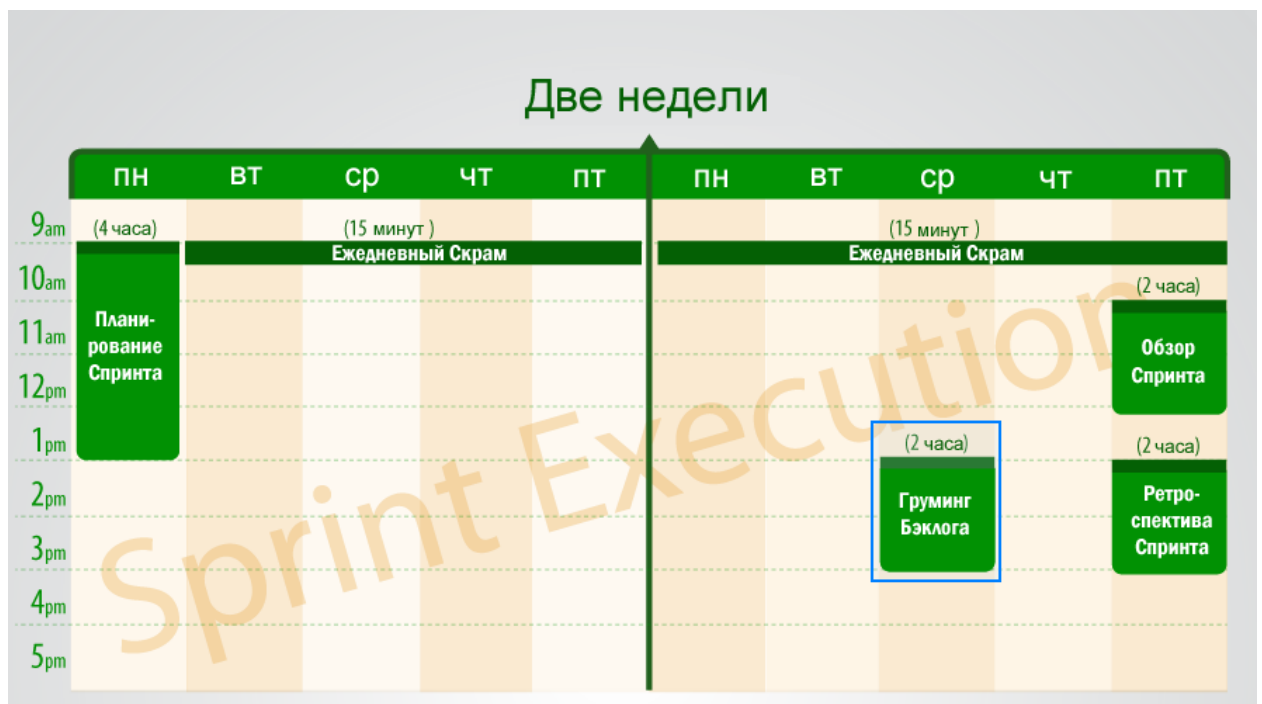 Две недели
пн вт ср чт пт пн вт ср чт пт
9am
(4 часа)
(15 минут )
(15 минут )
Ежедневный Скрам
Ежедневный Скрам
10am
(2 часа)
11am
Плани-
рование
Спринта
Обзор
Спринта
12pm
1pm
(2 часа)
(2 часа)
2pm
Груминг
Бэклога
Ретро-
спектива
Спринта
3pm
4pm
5pm
Sprint Execution